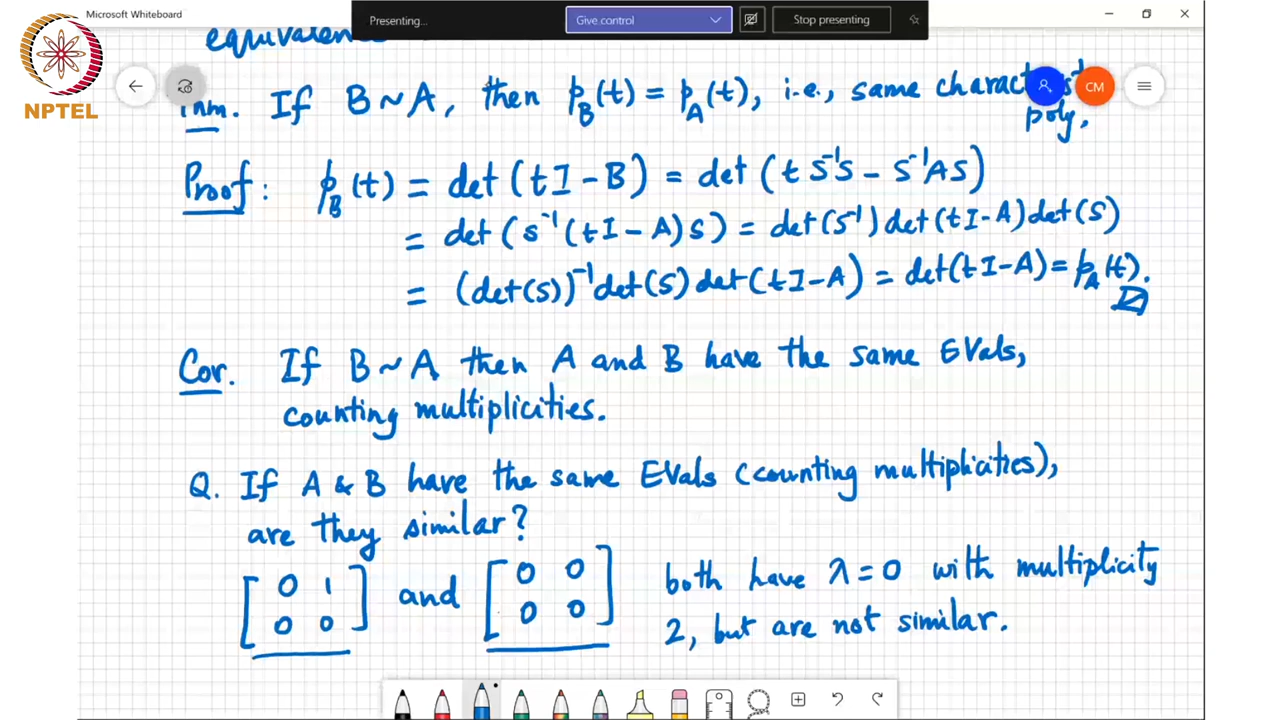 Microsoft Whiteboard
Presenting...
Give control
Stop presenting
NPTEL
CM
equivalence
Thm. If B ~ A, then p_B(t) = p_A(t), i.e., same charact
poly.
Proof: p_B(t) = det (tI - B) = det (t S⁻¹S - S⁻¹AS)
= det (S⁻¹(tI - A)S) = det(S⁻¹) det(tI-A) det(S)
= (det(S))⁻¹ det(S) det(tI-A) = det(tI-A) = p_A(t).
Cor. If B ~ A then A and B have the same EVals,
counting multiplicities.
Q. If A & B have the same EVals (counting multiplicities),
are they similar?
[0 1
0 0] and [0 0
0 0] both have λ = 0 with multiplicity
2, but are not similar.